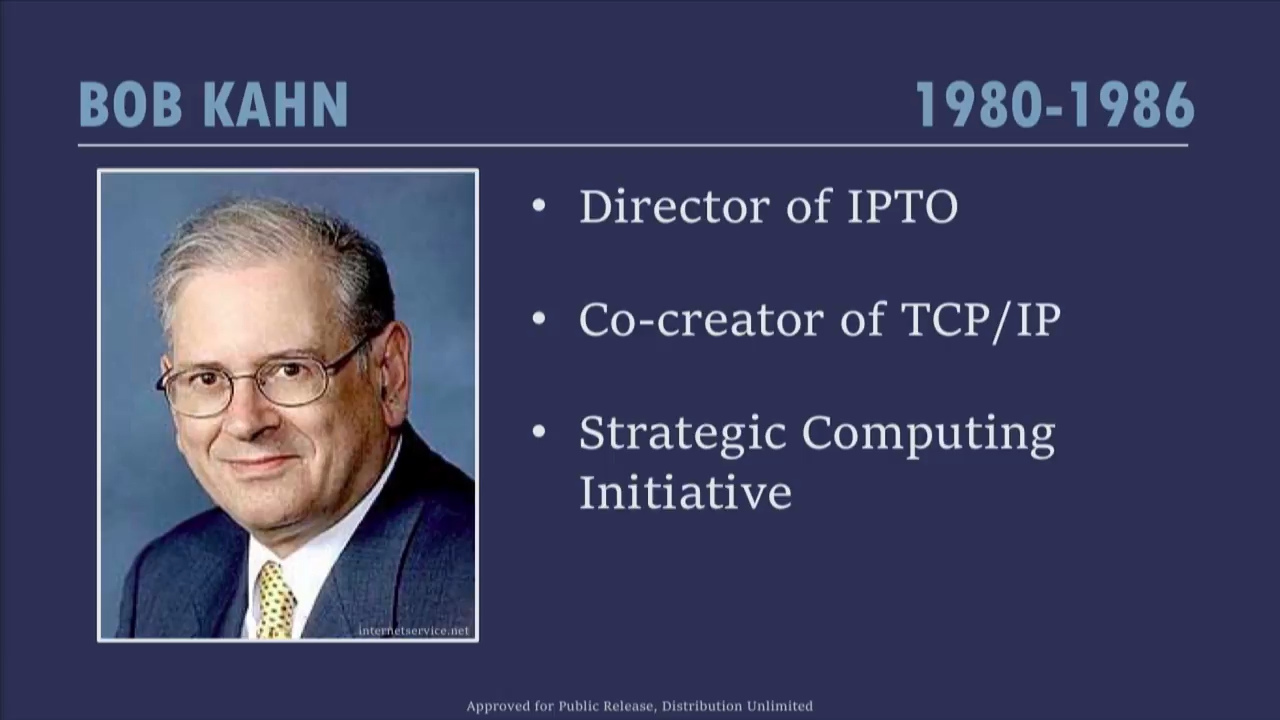 BOB KAHN
1980-1986
• Director of IPTO
• Co-creator of TCP/IP
• Strategic Computing
Initiative
internetservice.net
Approved for Public Release, Distribution Unlimited